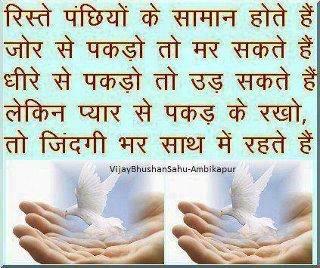 रिस्ते पंछियों के सामान होते हैं
जोर से पकड़ो तो मर सकते हैं
धीरे से पकड़ो तो उड़ सकते हैं
लेकिन प्यार से पकड़ के रखो,
तो जिंदगी भर साथ में रहते हैं
VijayBhushanSahu-Ambikapur